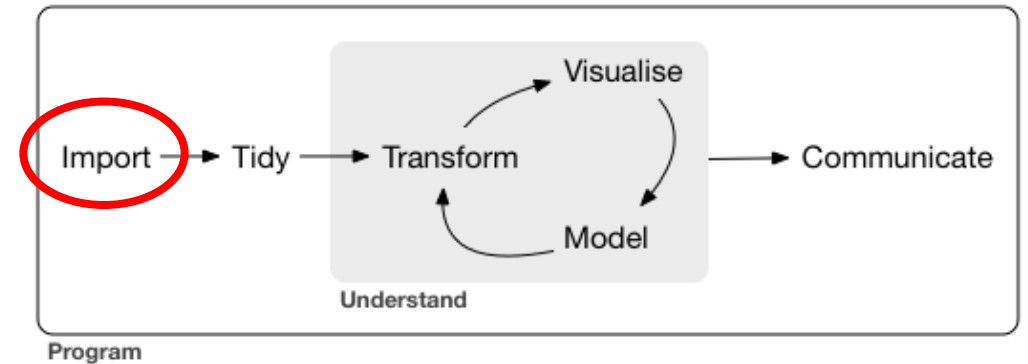 Visualise
Import
Tidy
Transform
Communicate
Model
Understand
Program